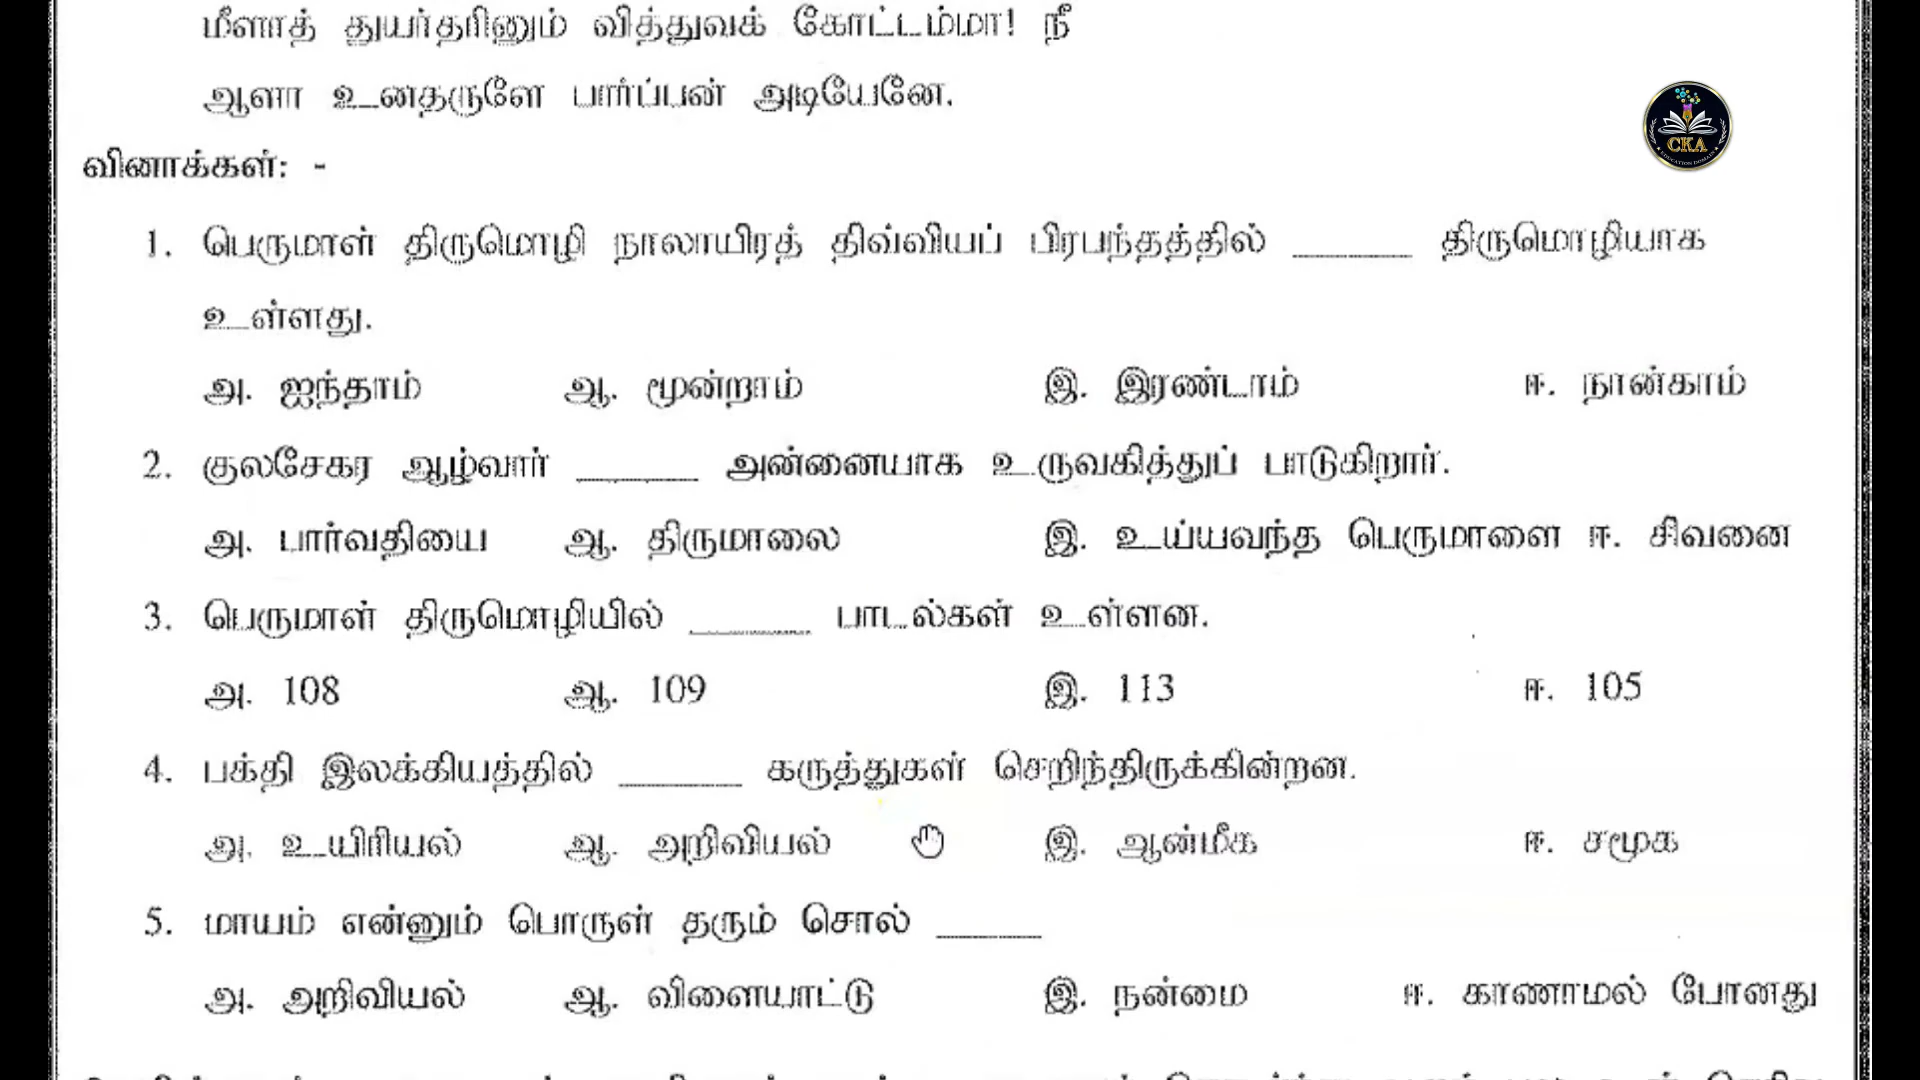 மீளாத் துயர்தரினும் வித்துவக் கோட்டம்மா! நீ
ஆளா உனதருளே பார்ப்பன் அடியேனே.
CKA
வினாக்கள்: -
1. பெருமாள் திருமொழி நாலாயிரத் திவ்வியப் பிரபந்தத்தில் ______ திருமொழியாக
உள்ளது.
அ. ஐந்தாம் ஆ. மூன்றாம் இ. இரண்டாம் ஈ. நான்காம்
2. குலசேகர ஆழ்வார் ______ அன்னையாக உருவகித்துப் பாடுகிறார்.
அ. பார்வதியை ஆ. திருமாலை இ. உய்யவந்த பெருமாளை ஈ. சிவனை
3. பெருமாள் திருமொழியில் ______ பாடல்கள் உள்ளன.
அ. 108 ஆ. 109 இ. 113 ஈ. 105
4. பக்தி இலக்கியத்தில் ______ கருத்துகள் செறிந்திருக்கின்றன.
அ. உயிரியல் ஆ. அறிவியல் இ. ஆன்மீக ஈ. சமூக
5. மாயம் என்னும் பொருள் தரும் சொல் _____
அ. அறிவியல் ஆ. விளையாட்டு இ. நன்மை ஈ. காணாமல் போனது